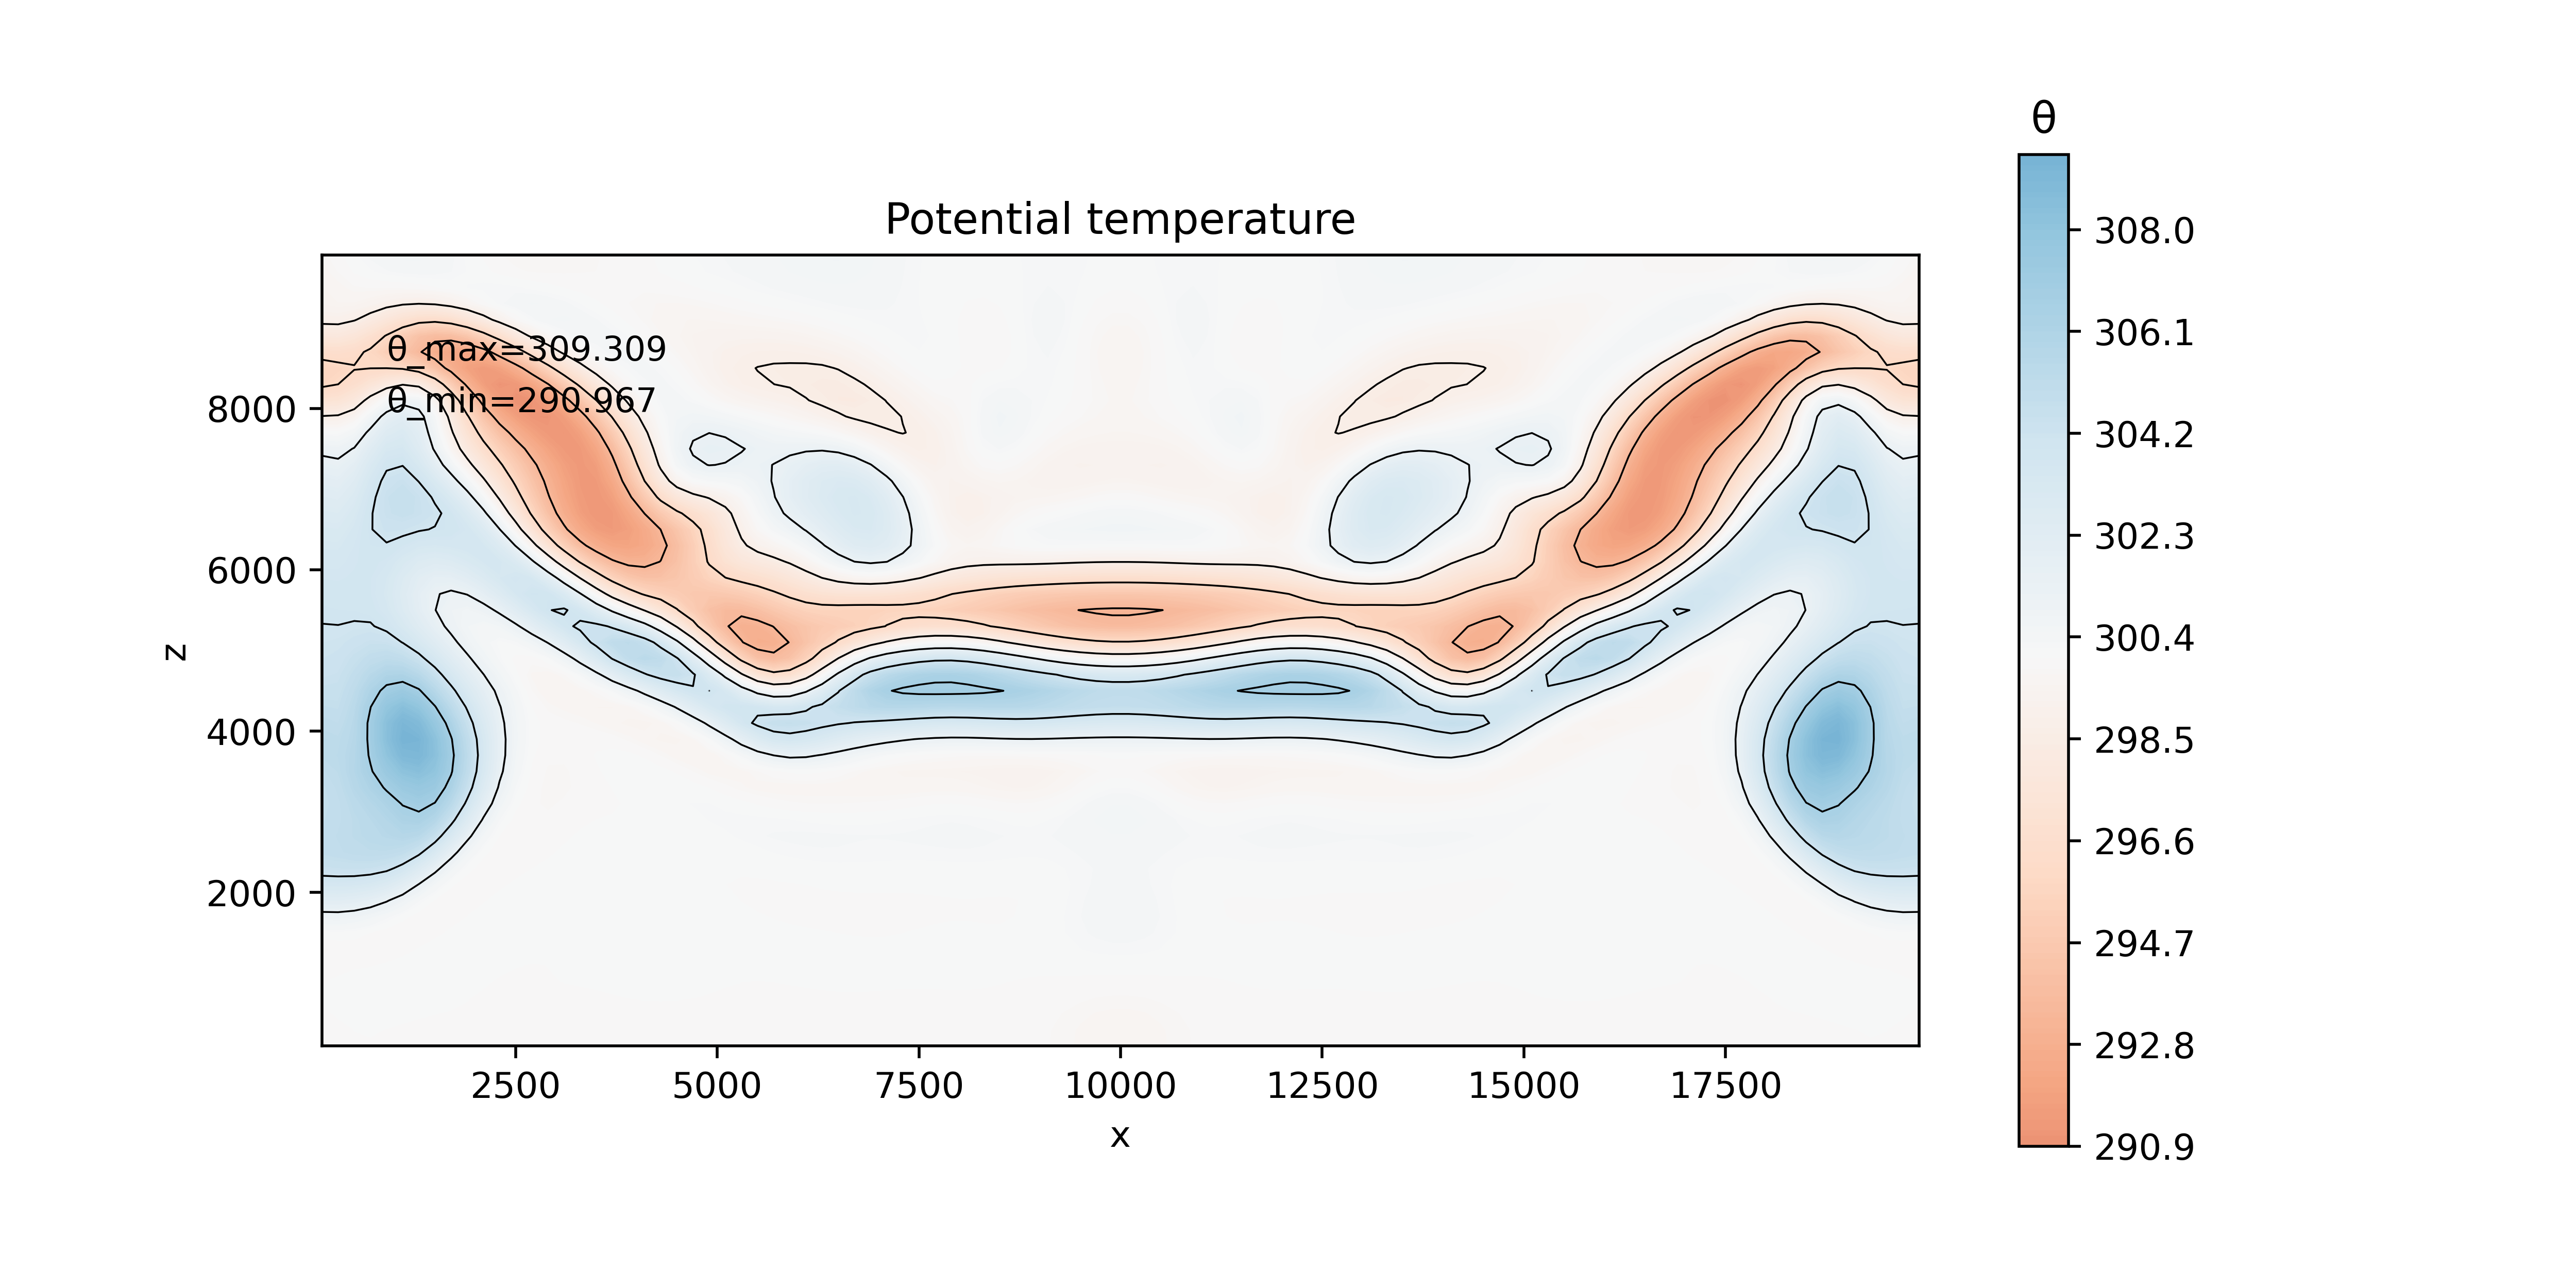 θ
Potential temperature
θ_max=309.309
θ_min=290.967
8000
6000
4000
2000
z
2500 5000 7500 10000 12500 15000 17500
x
308.0
306.1
304.2
302.3
300.4
298.5
296.6
294.7
292.8
290.9